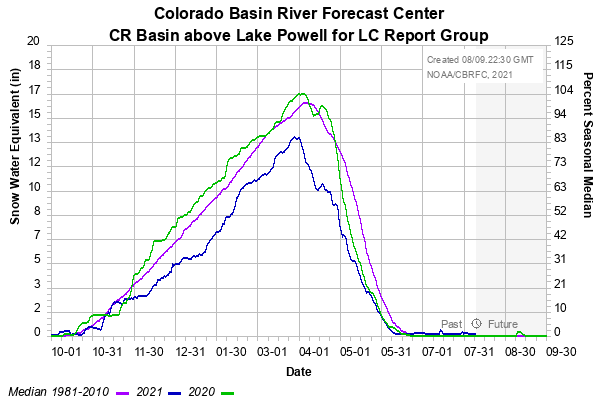 Colorado Basin River Forecast Center
CR Basin above Lake Powell for LC Report Group
Created 08/09.22:30 GMT
NOAA/CBRFC, 2021
Snow Water Equivalent (in)
20
18
17
15
13
12
10
8
7
5
3
2
0
Percent Seasonal Median
125
115
104
94
83
73
63
52
42
31
21
10
0
Past Future
10-01 10-31 11-30 12-31 01-30 03-01 04-01 05-01 05-31 07-01 07-31 08-30 09-30
Date
Median 1981-2010 2021 2020